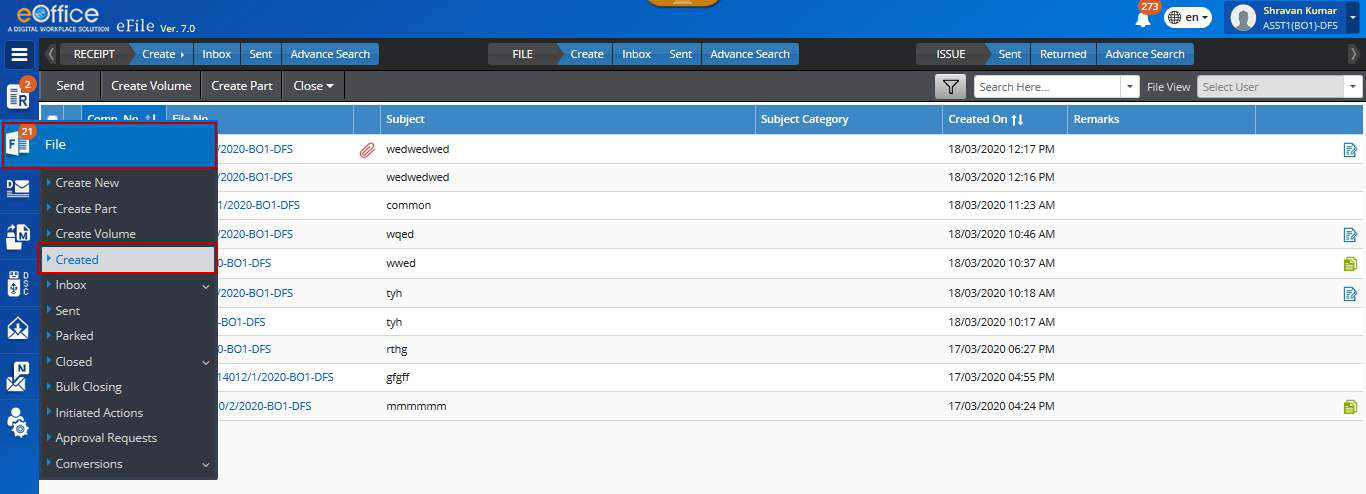 eOffice
A DIGITAL WORKPLACE SOLUTION
eFile Ver. 7.0
273
en
Shravan Kumar
ASST1(BO1)-DFS
RECEIPT Create Inbox Sent Advance Search
FILE Create Inbox Sent Advance Search
ISSUE Sent Returned Advance Search
Send Create Volume Create Part Close
Search Here... File View Select User
2
R
Comp. No. File No. Subject Subject Category Created On Remarks
21
F
File
/2020-BO1-DFS wedwedwed 18/03/2020 12:17 PM
/2020-BO1-DFS wedwedwed 18/03/2020 12:16 PM
1/2020-BO1-DFS common 18/03/2020 11:23 AM
/2020-BO1-DFS wqed 18/03/2020 10:46 AM
0-BO1-DFS wwed 18/03/2020 10:37 AM
/2020-BO1-DFS tyh 18/03/2020 10:18 AM
-BO1-DFS tyh 18/03/2020 10:17 AM
0-BO1-DFS rthg 17/03/2020 06:27 PM
14012/1/2020-BO1-DFS gfgff 17/03/2020 04:55 PM
0/2/2020-BO1-DFS mmmmmm 17/03/2020 04:24 PM
Create New
Create Part
Create Volume
Created
Inbox
Sent
Parked
Closed
Bulk Closing
Initiated Actions
Approval Requests
Conversions
D
M
DSC
N